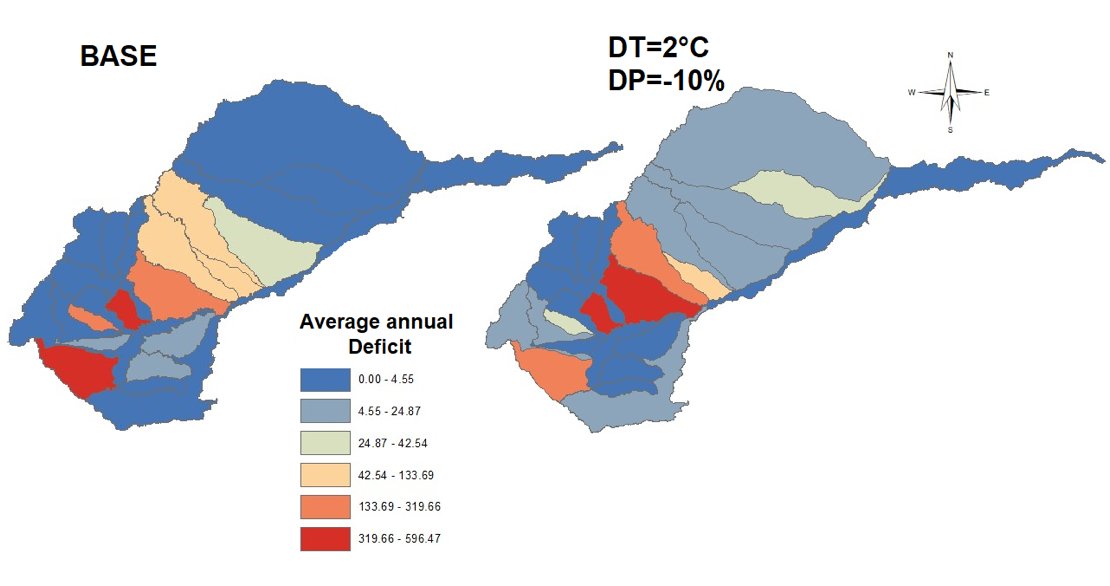 BASE
DT=2°C
DP=-10%
N
W
E
S
Average annual
Deficit
0.00 - 4.55
4.55 - 24.87
24.87 - 42.54
42.54 - 133.69
133.69 - 319.66
319.66 - 596.47